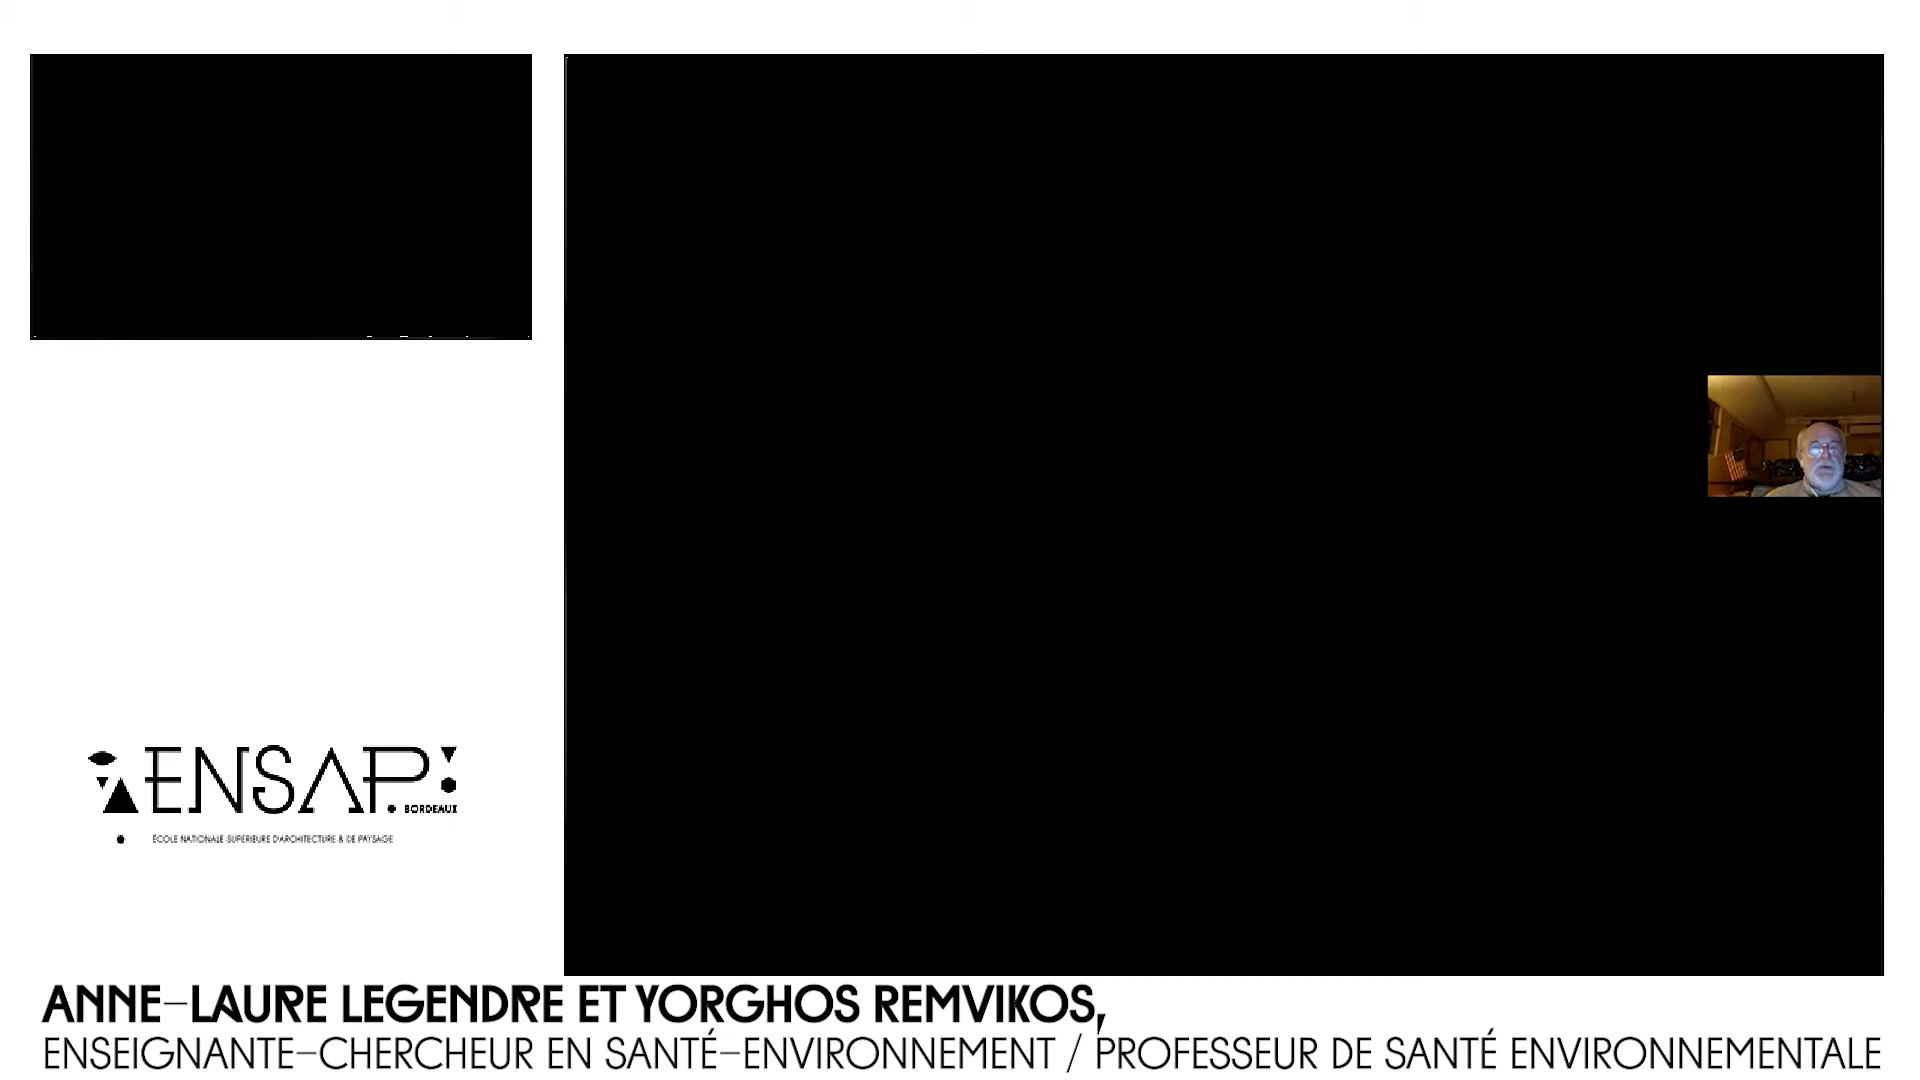 ENSAP.
BORDEAUX
ÉCOLE NATIONALE SUPÉRIEURE D'ARCHITECTURE & DE PAYSAGE
ANNE-LAURE LEGENDRE ET YORGHOS REMVIKOS,
ENSEIGNANTE-CHERCHEUR EN SANTÉ-ENVIRONNEMENT / PROFESSEUR DE SANTÉ ENVIRONNEMENTALE